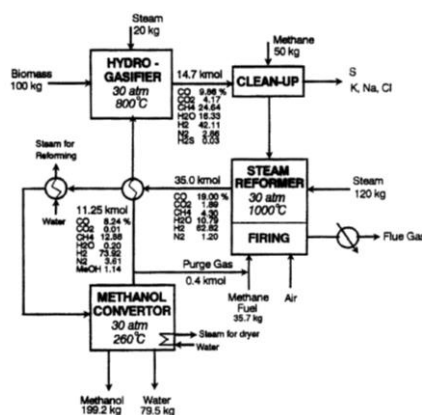 Steam
20 kg
Methane
50 kg
HYDRO -
GASIFIER
30 atm
800°C
Biomass
100 kg
14.7 kmol
CO 9.86 %
CO2 4.17
CH4 24.64
H2O 16.33
H2 42.11
N2 2.86
H2S 0.03
CLEAN-UP
S
K, Na, Cl
Steam for
Reforming
Water
35.0 kmol
CO 19.00 %
CO2 1.89
CH4 4.30
H2O 10.79
H2 62.82
N2 1.20
STEAM
REFORMER
30 atm
1000°C
FIRING
Steam
120 kg
Flue Gas
11.25 kmol
CO 8.24 %
CO2 0.01
CH4 12.88
H2O 0.20
H2 73.92
N2 3.61
MeOH 1.14
Purge Gas
0.4 kmol
Methane
Fuel
35.7 kg
Air
METHANOL
CONVERTOR
30 atm
260°C
Steam for dryer
Water
Methanol
199.2 kg
Water
79.5 kg